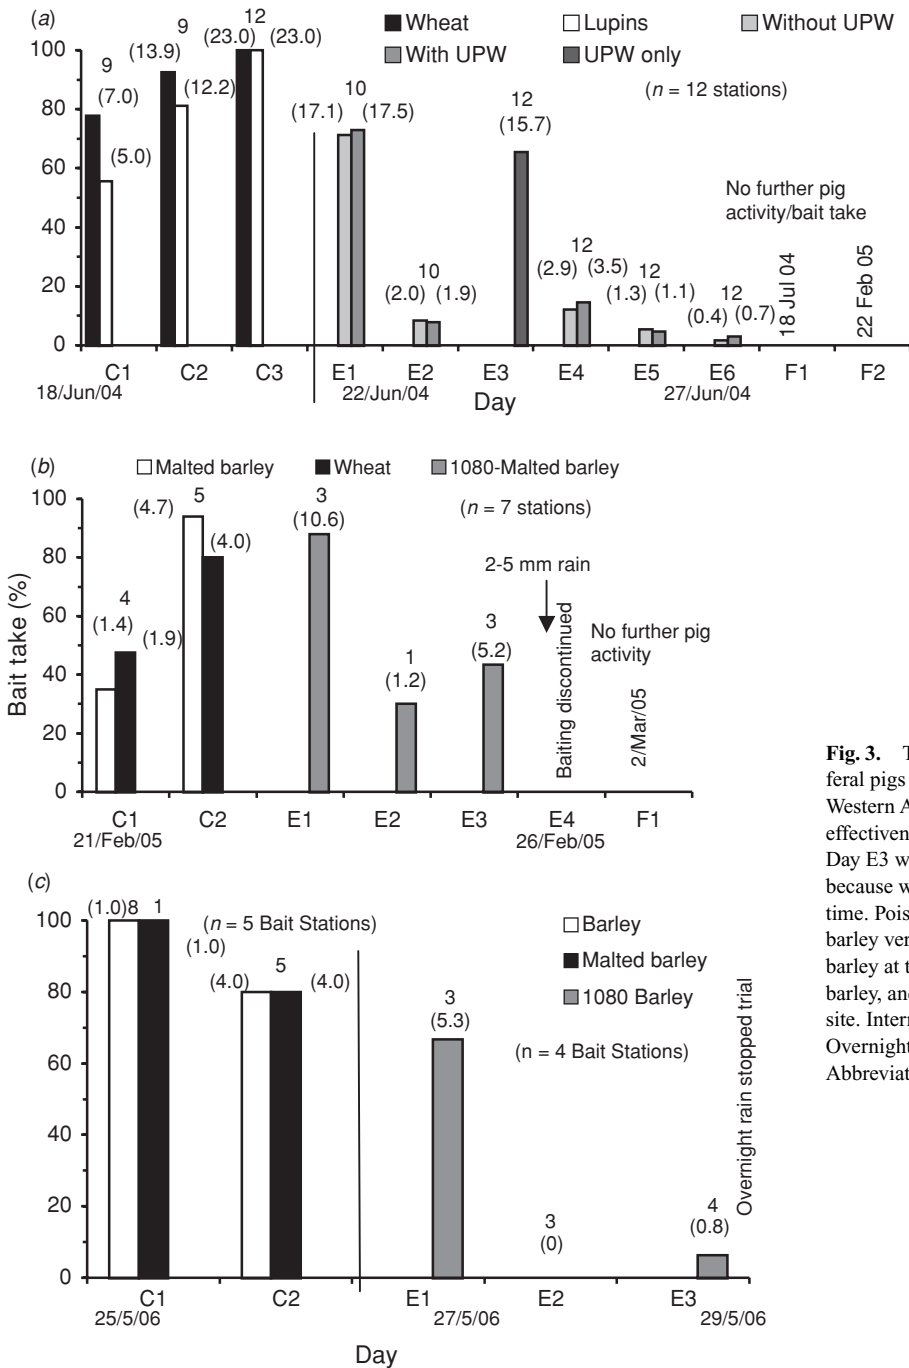 (a)
Wheat
Lupins
Without UPW
With UPW
UPW only
(n = 12 stations)
100
80
60
40
20
0
9
(7.0)
(5.0)
9
(13.9)
(12.2)
12
(23.0)
(23.0)
10
(17.1)
(17.5)
10
(2.0)
(1.9)
12
(15.7)
12
(2.9)
(3.5)
12
(1.3)
(1.1)
12
(0.4)
(0.7)
No further pig
activity/bait take
18 Jul 04
22 Feb 05
C1
C2
C3
E1
E2
E3
E4
E5
E6
F1
F2
18/Jun/04
22/Jun/04
27/Jun/04
Day
(b)
Malted barley
Wheat
1080-Malted barley
(n = 7 stations)
Bait take (%)
100
80
60
40
20
0
4
(1.4)
(1.9)
5
(4.7)
(4.0)
3
(10.6)
1
(1.2)
3
(5.2)
2-5 mm rain
Baiting discontinued
No further pig
activity
2/Mar/05
C1
C2
E1
E2
E3
E4
F1
21/Feb/05
26/Feb/05
(c)
Barley
Malted barley
1080 Barley
(n = 5 Bait Stations)
(n = 4 Bait Stations)
100
80
60
40
20
0
(1.0)8
1
(1.0)
(4.0)
5
(4.0)
3
(5.3)
3
(0)
4
(0.8)
Overnight rain stopped trial
C1
C2
E1
E2
E3
25/5/06
27/5/06
29/5/06
Day
Fig. 3. T
feral pigs
Western A
effectiven
Day E3 w
because w
time. Pois
barley ver
barley at t
barley, and
site. Intern
Overnight
Abbreviat